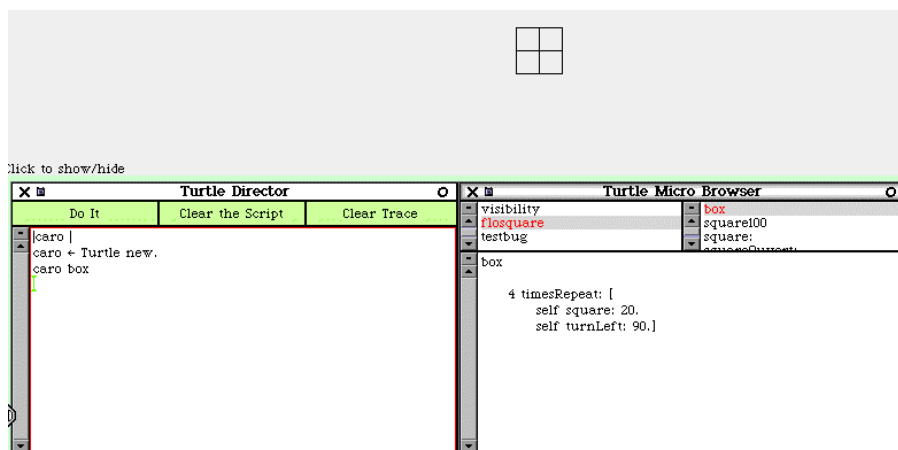 Click to show/hide
Turtle Director
Do It
Clear the Script
Clear Trace
|caro |
caro ← Turtle new.
caro box
Turtle Micro Browser
visibility
flosquare
testbug
box
square100
square:
box
4 timesRepeat: [
self square: 20.
self turnLeft: 90.]